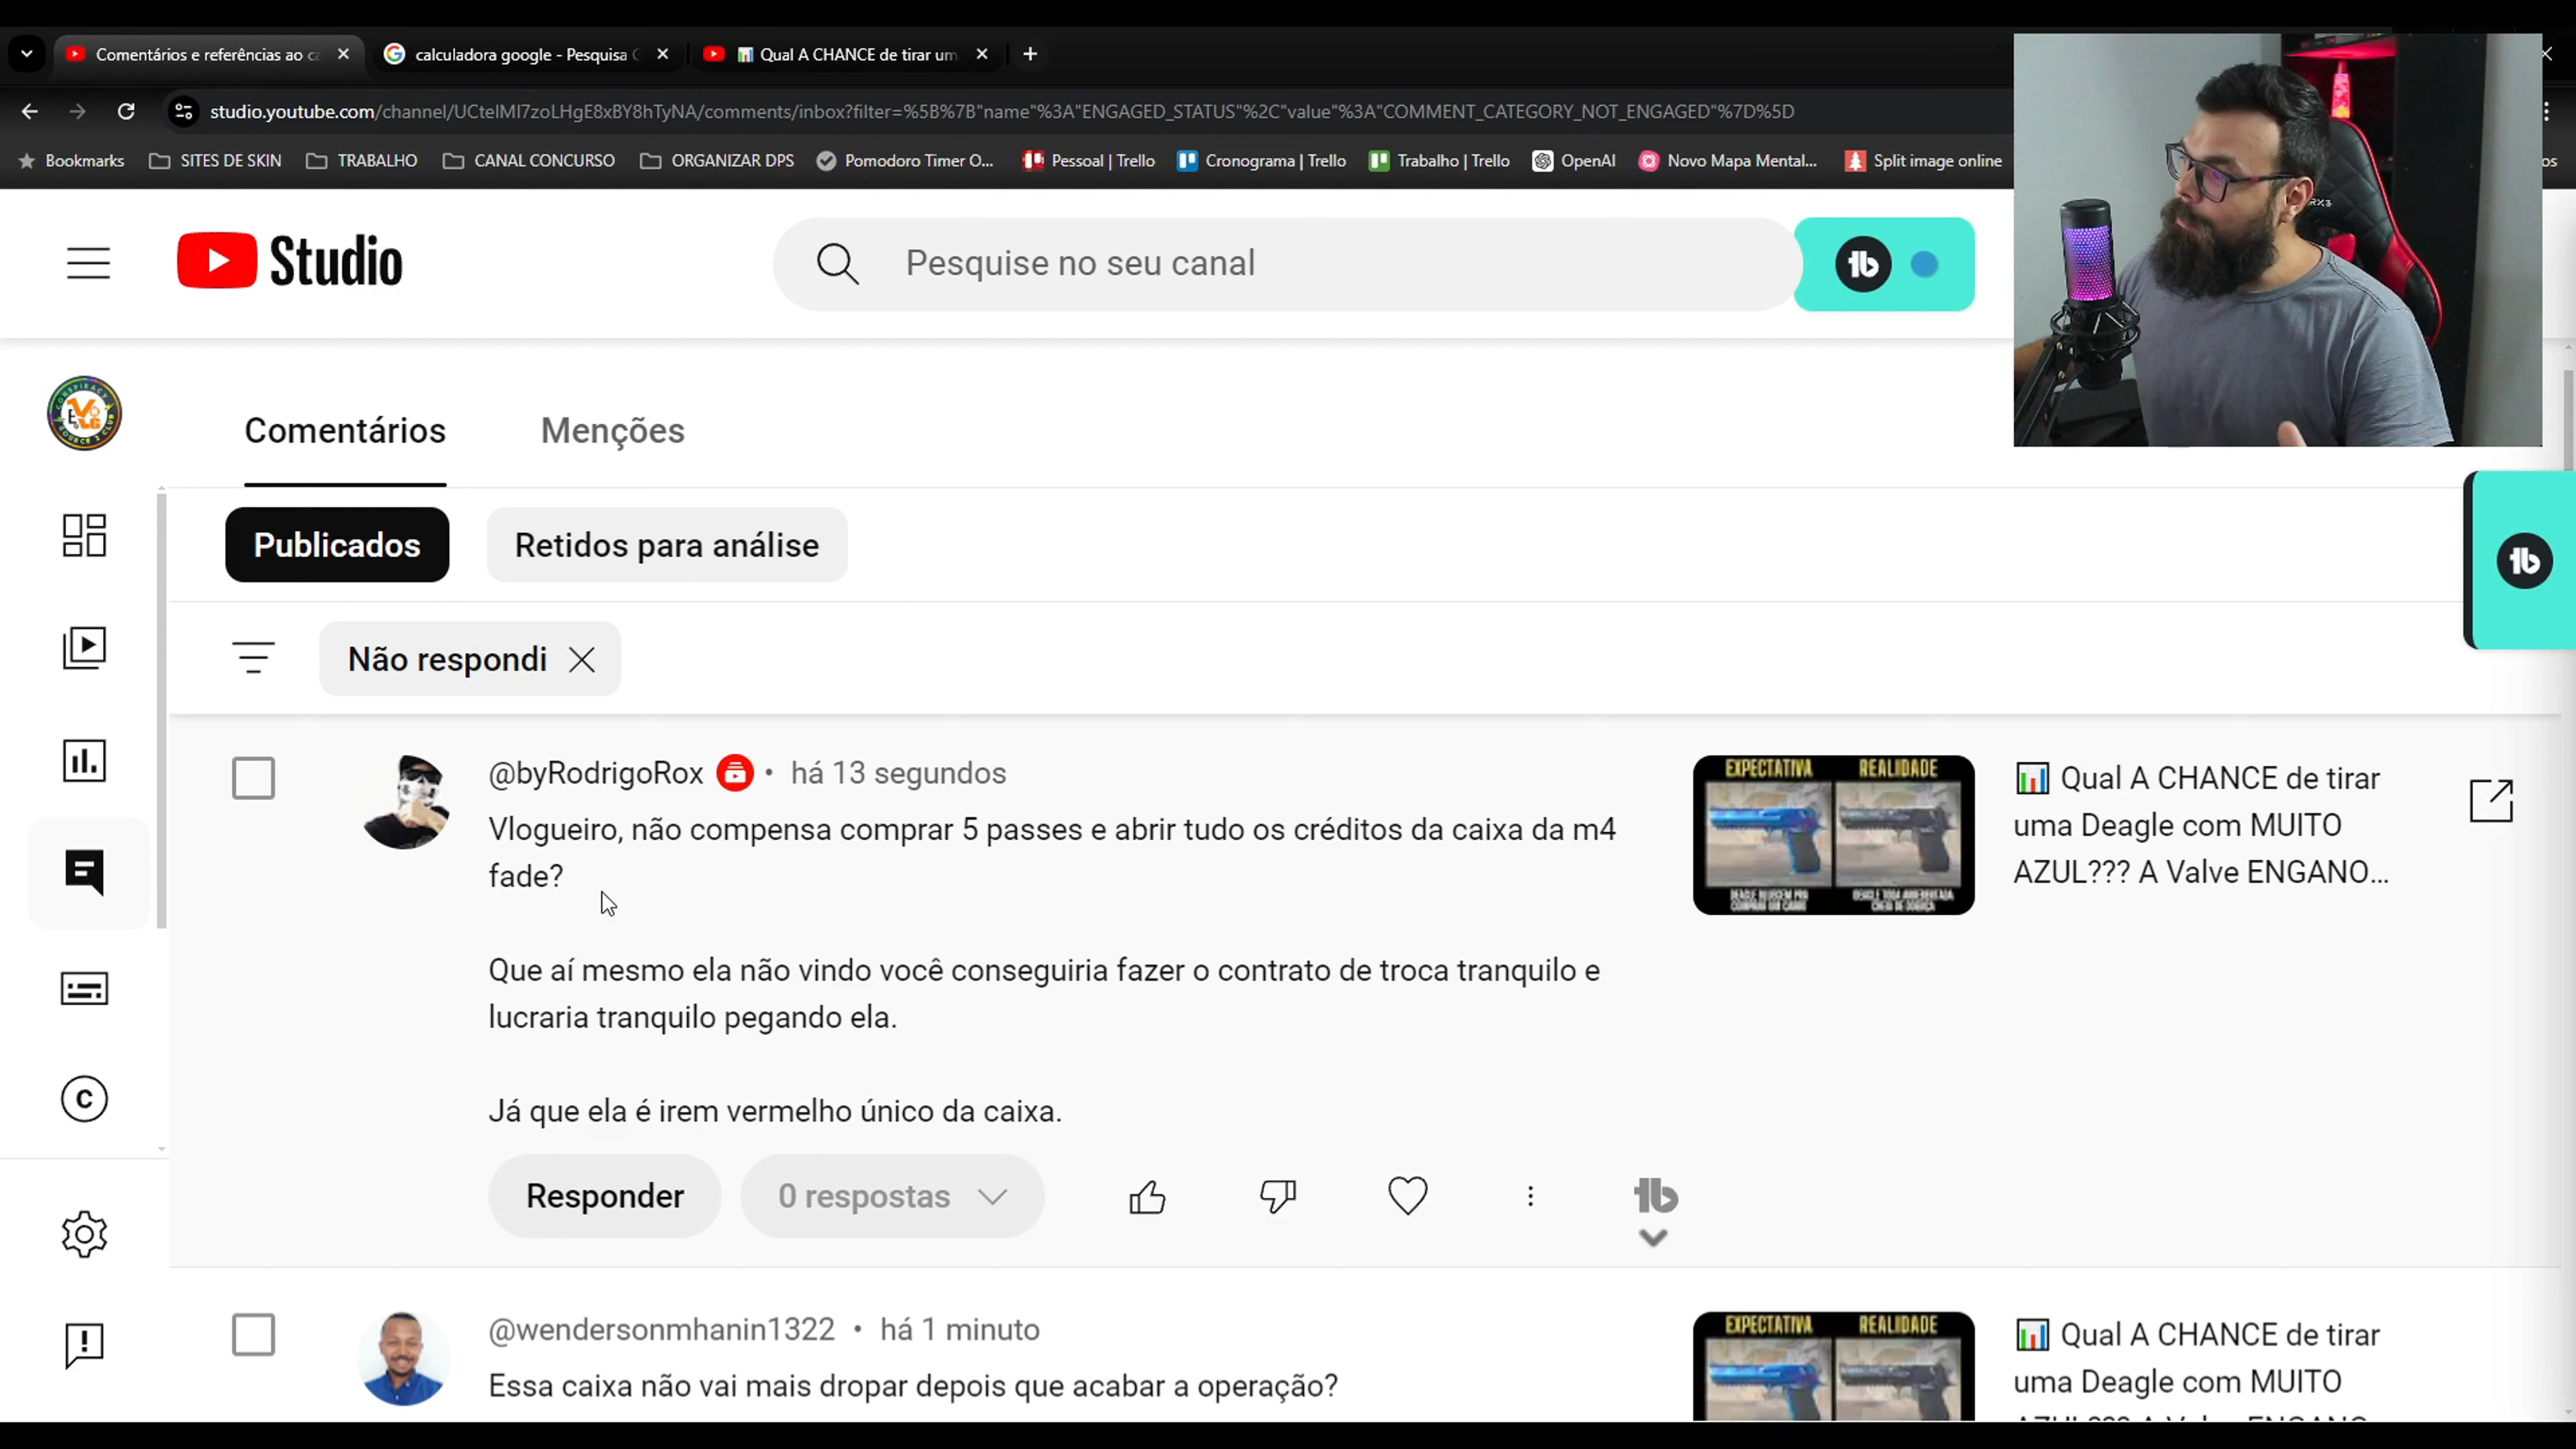 Comentários e referências ao ca
calculadora google - Pesquisa G
Qual A CHANCE de tirar um
studio.youtube.com/channel/UCtelMI7zoLHgE8xBY8hTyNA/comments/inbox?filter=%5B%7B"name"%3A"ENGAGED_STATUS"%2C"value"%3A"COMMENT_CATEGORY_NOT_ENGAGED"%7D%5D
Bookmarks
SITES DE SKIN
TRABALHO
CANAL CONCURSO
ORGANIZAR DPS
Pomodoro Timer O...
Pessoal | Trello
Cronograma | Trello
Trabalho | Trello
OpenAI
Novo Mapa Mental...
Split image online
os
Studio
Pesquise no seu canal
Comentários
Menções
Publicados
Retidos para análise
Não respondi
@byRodrigoRox • há 13 segundos
Vlogueiro, não compensa comprar 5 passes e abrir tudo os créditos da caixa da m4
fade?
Que aí mesmo ela não vindo você conseguiria fazer o contrato de troca tranquilo e
lucraria tranquilo pegando ela.
Já que ela é irem vermelho único da caixa.
Responder
0 respostas
EXPECTATIVA
REALIDADE
Qual A CHANCE de tirar
uma Deagle com MUITO
AZUL??? A Valve ENGANO...
@wendersonmhanin1322 • há 1 minuto
Essa caixa não vai mais dropar depois que acabar a operação?
EXPECTATIVA
REALIDADE
Qual A CHANCE de tirar
uma Deagle com MUITO